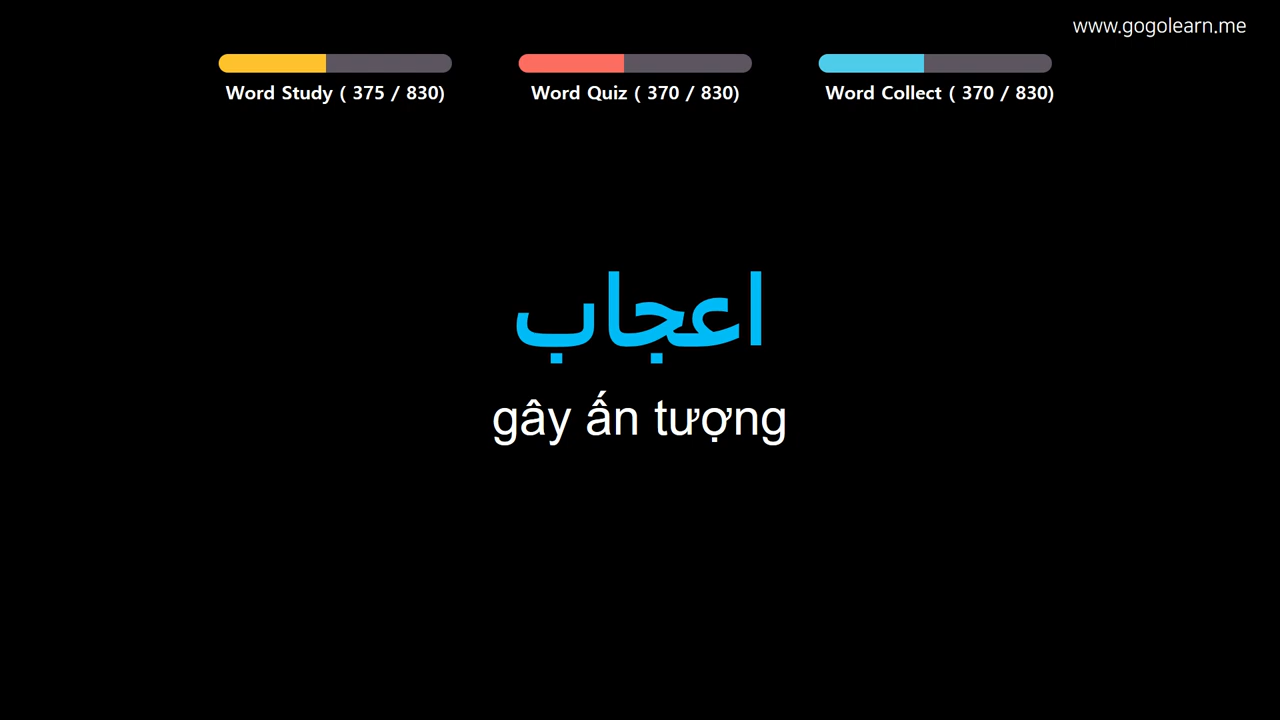 www.gogolearn.me
Word Study ( 375 / 830)
Word Quiz ( 370 / 830)
Word Collect ( 370 / 830)
اعجاب
gây ấn tượng